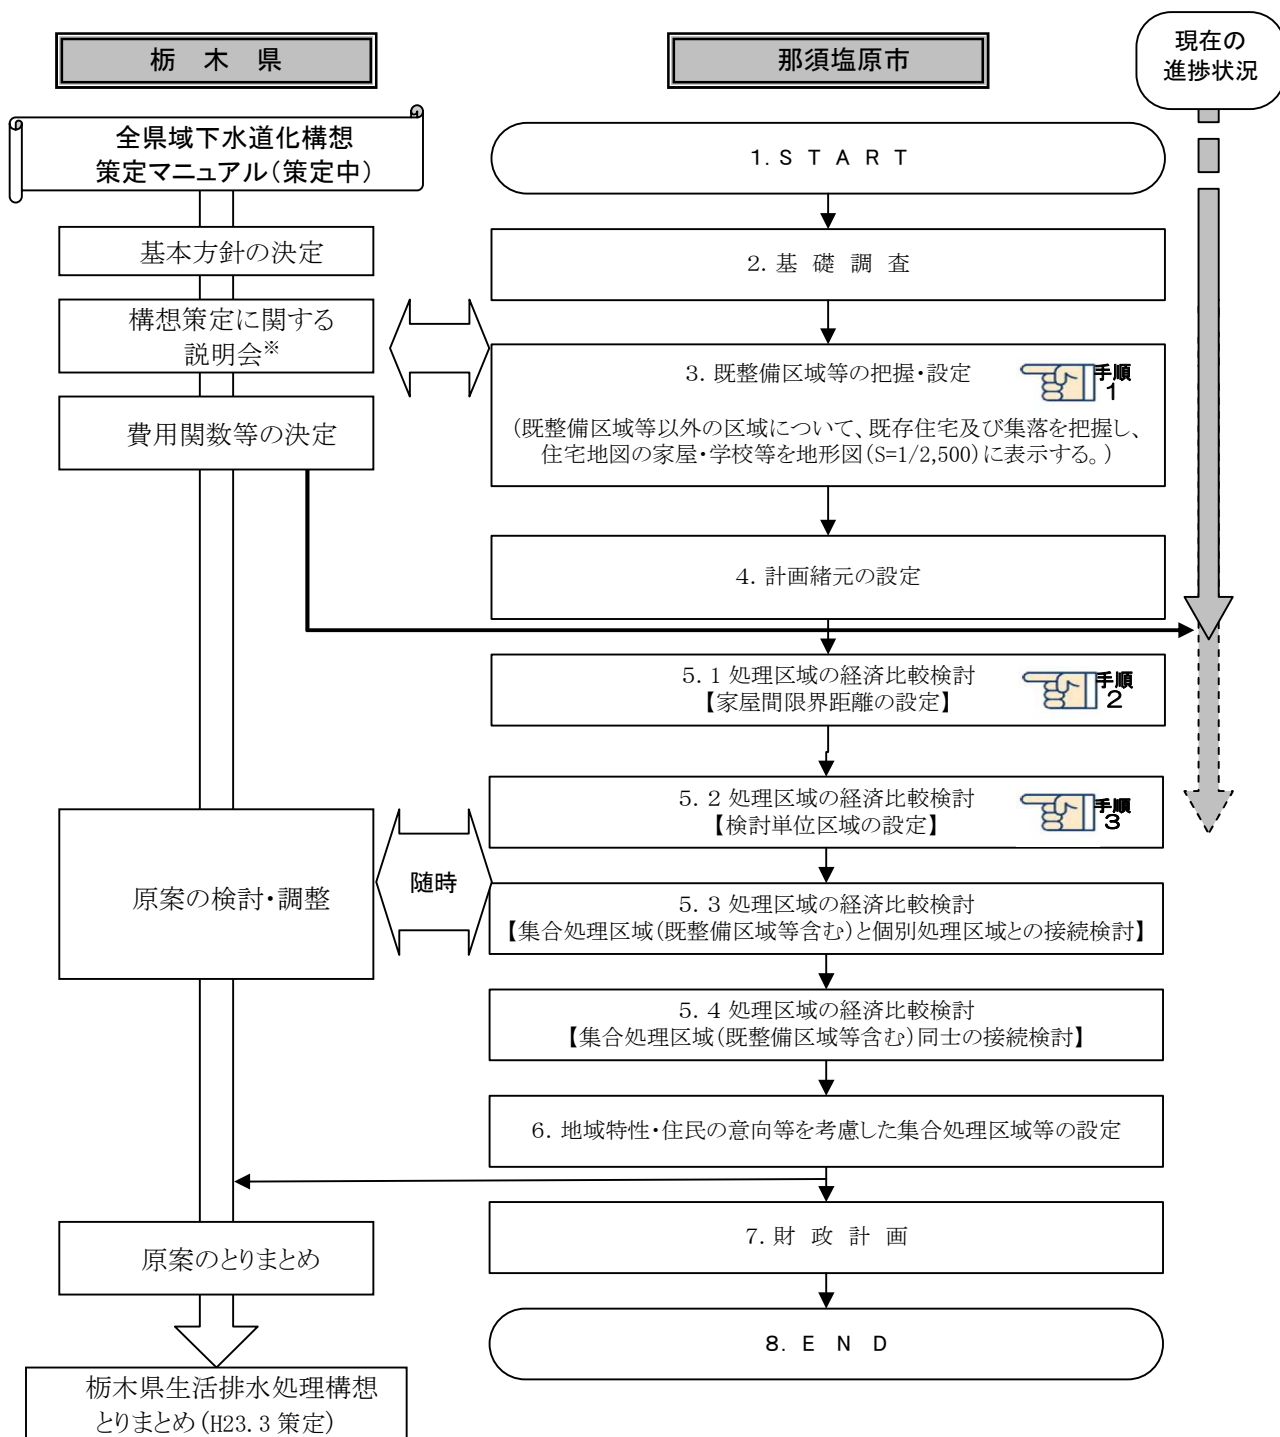 栃 木 県
全県域下水道化構想
策定マニュアル(策定中)
基本方針の決定
構想策定に関する
説明会※
費用関数等の決定
原案の検討・調整
原案のとりまとめ
栃木県生活排水処理構想
とりまとめ(H23.3 策定)
随時
那須塩原市
1.S T A R T
2.基 礎 調 査
3.既整備区域等の把握・設定
手順
1
(既整備区域等以外の区域について、既存住宅及び集落を把握し、
住宅地図の家屋・学校等を地形図(S=1/2,500)に表示する。)
4.計画緒元の設定
5.1 処理区域の経済比較検討
【家屋間限界距離の設定】
手順
2
5.2 処理区域の経済比較検討
【検討単位区域の設定】
手順
3
5.3 処理区域の経済比較検討
【集合処理区域(既整備区域等含む)と個別処理区域との接続検討】
5.4 処理区域の経済比較検討
【集合処理区域(既整備区域等含む)同士の接続検討】
6.地域特性・住民の意向等を考慮した集合処理区域等の設定
7.財 政 計 画
8.E N D
現在の
進捗状況